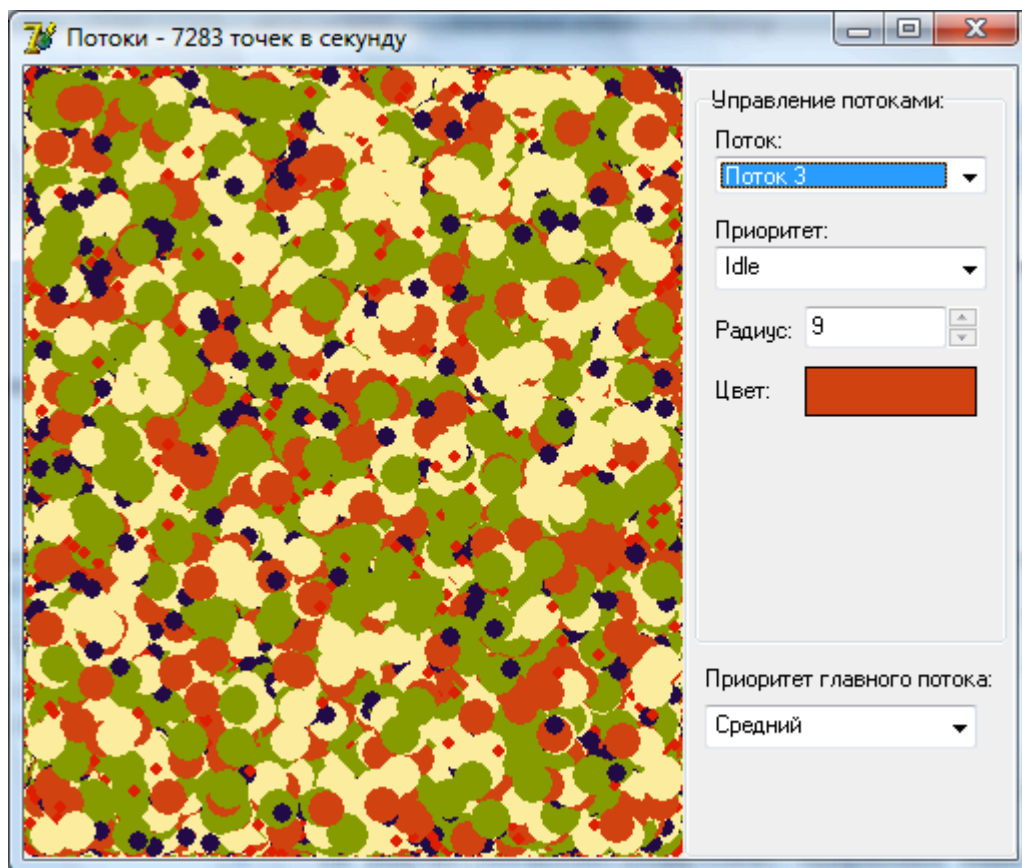 Потоки - 7283 точек в секунду
Управление потоками:
Поток:
Поток 3
Приоритет:
Idle
Радиус: 9
Цвет:
Приоритет главного потока:
Средний